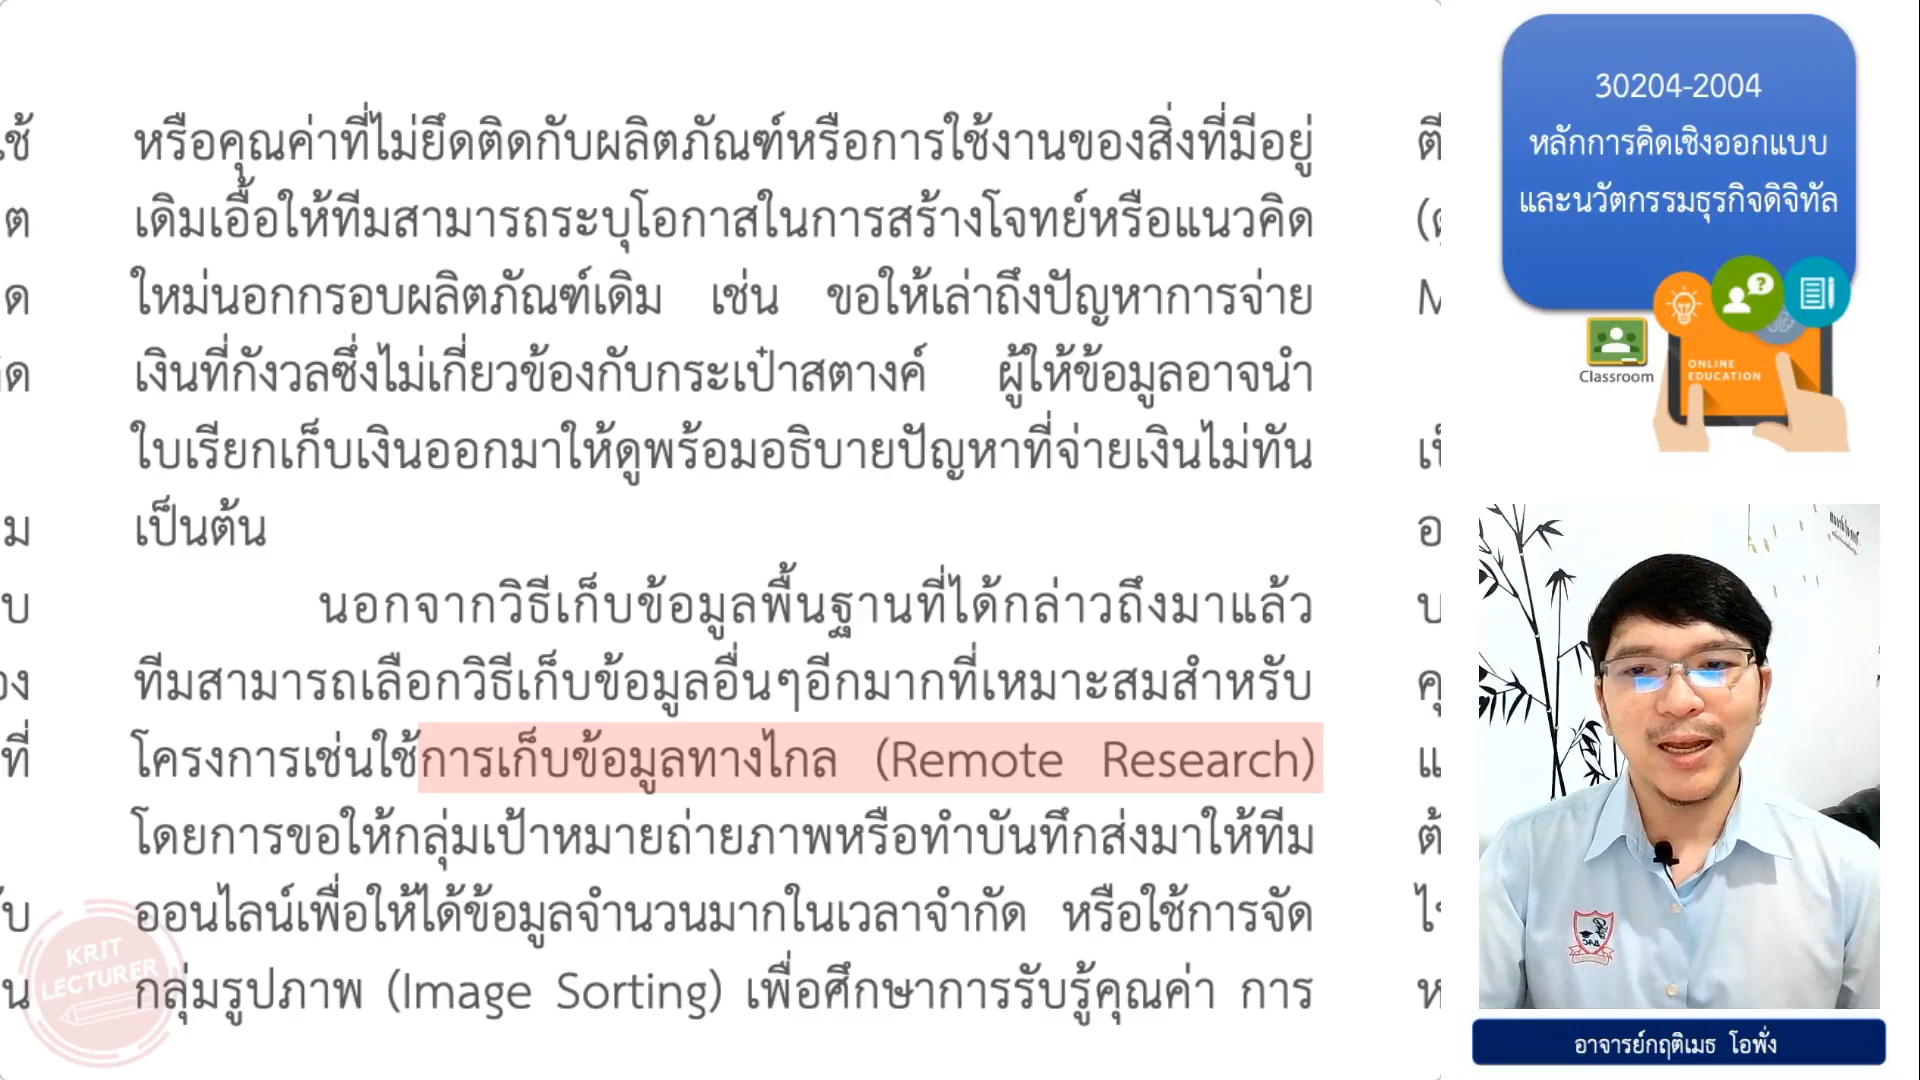 หรือคุณค่าที่ไม่ยึดติดกับผลิตภัณฑ์หรือการใช้งานของสิ่งที่มีอยู่
เดิมเอื้อให้ทีมสามารถระบุโอกาสในการสร้างโจทย์หรือแนวคิด
ใหม่นอกกรอบผลิตภัณฑ์เดิม เช่น ขอให้เล่าถึงปัญหาการจ่าย
เงินที่กังวลซึ่งไม่เกี่ยวข้องกับกระเป๋าสตางค์ ผู้ให้ข้อมูลอาจนำ
ใบเรียกเก็บเงินออกมาให้ดูพร้อมอธิบายปัญหาที่จ่ายเงินไม่ทัน
เป็นต้น
นอกจากวิธีเก็บข้อมูลพื้นฐานที่ได้กล่าวถึงมาแล้ว
ทีมสามารถเลือกวิธีเก็บข้อมูลอื่นๆอีกมากที่เหมาะสมสำหรับ
โครงการเช่นใช้การเก็บข้อมูลทางไกล (Remote Research)
โดยการขอให้กลุ่มเป้าหมายถ่ายภาพหรือทำบันทึกส่งมาให้ทีม
ออนไลน์เพื่อให้ได้ข้อมูลจำนวนมากในเวลาจำกัด หรือใช้การจัด
กลุ่มรูปภาพ (Image Sorting) เพื่อศึกษาการรับรู้คุณค่า การ
KRIT
LECTURER
30204-2004
หลักการคิดเชิงออกแบบ
และนวัตกรรมธุรกิจดิจิทัล
Classroom
ONLINE
EDUCATION
อาจารย์กฤติเมธ โอพั่ง